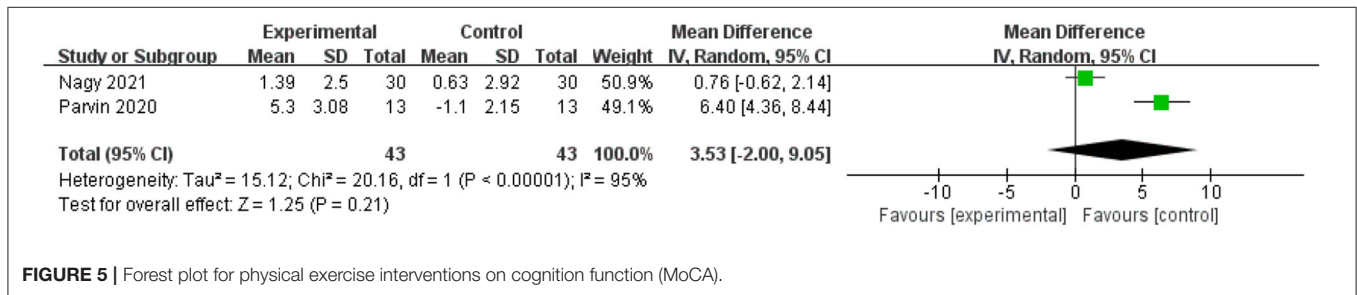 Experimental Control Mean Difference Mean Difference
Study or Subgroup Mean SD Total Mean SD Total Weight IV, Random, 95% CI IV, Random, 95% CI
Nagy 2021 1.39 2.5 30 0.63 2.92 30 50.9% 0.76 [-0.62, 2.14]
Parvin 2020 5.3 3.08 13 -1.1 2.15 13 49.1% 6.40 [4.36, 8.44]
Total (95% CI) 43 43 100.0% 3.53 [-2.00, 9.05]
Heterogeneity: Tau² = 15.12; Chi² = 20.16, df = 1 (P < 0.00001); I² = 95%
Test for overall effect: Z = 1.25 (P = 0.21)
-10 -5 0 5 10
Favours [experimental] Favours [control]
FIGURE 5 | Forest plot for physical exercise interventions on cognition function (MoCA).